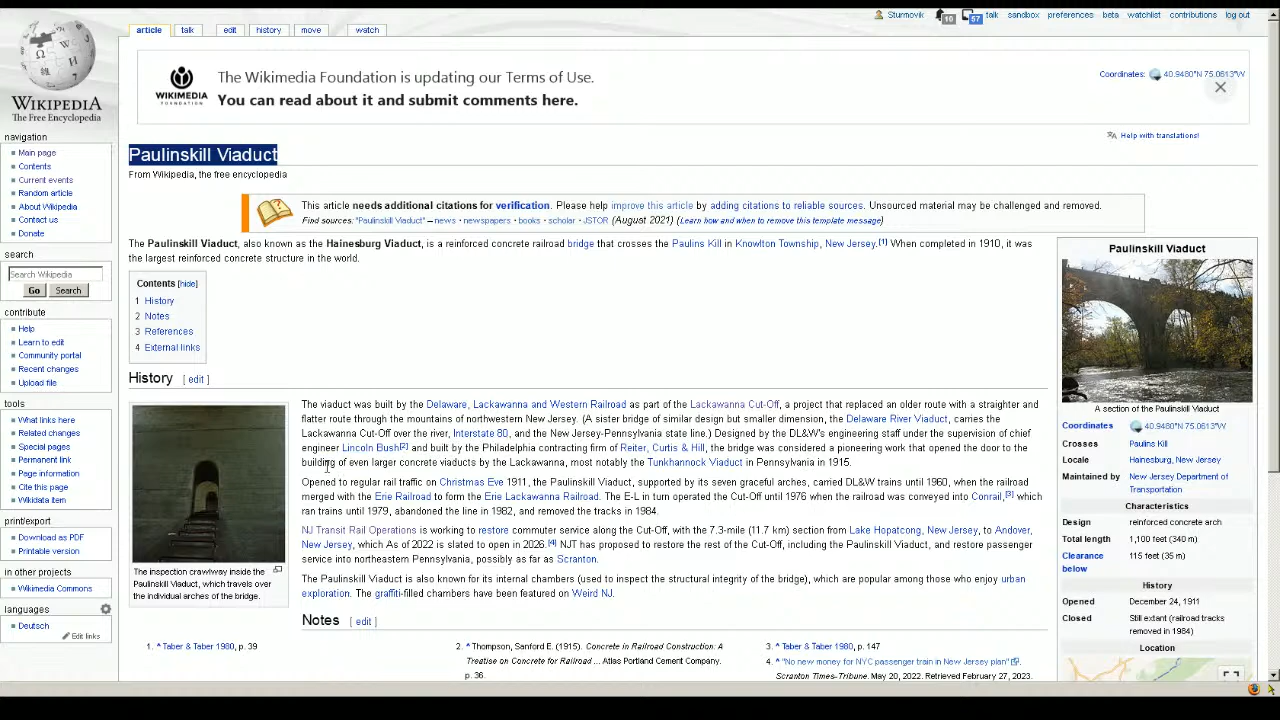 Sturmovik 10 57 talk sandbox preferences beta watchlist contributions log out
article talk edit history move watch
The Wikimedia Foundation is updating our Terms of Use.
You can read about it and submit comments here.
WIKIMEDIA FOUNDATION
Coordinates: 40.9480°N 75.0613°W
Help with translations!
WIKIPEDIA
The Free Encyclopedia
navigation
Main page
Contents
Current events
Random article
About Wikipedia
Contact us
Donate
search
Search Wikipedia
Go Search
contribute
Help
Learn to edit
Community portal
Recent changes
Upload file
tools
What links here
Related changes
Special pages
Permanent link
Page information
Cite this page
Wikidata item
print/export
Download as PDF
Printable version
in other projects
Wikimedia Commons
languages
Deutsch
Edit links
Paulinskill Viaduct
From Wikipedia, the free encyclopedia
This article needs additional citations for verification. Please help improve this article by adding citations to reliable sources. Unsourced material may be challenged and removed.
Find sources: "Paulinskill Viaduct" – news · newspapers · books · scholar · JSTOR (August 2021) (Learn how and when to remove this template message)
The Paulinskill Viaduct, also known as the Hainesburg Viaduct, is a reinforced concrete railroad bridge that crosses the Paulins Kill in Knowlton Township, New Jersey.[1] When completed in 1910, it was
the largest reinforced concrete structure in the world.
Contents [hide]
1 History
2 Notes
3 References
4 External links
History [ edit ]
The inspection crawlway inside the
Paulinskill Viaduct, which travels over
the individual arches of the bridge.
The viaduct was built by the Delaware, Lackawanna and Western Railroad as part of the Lackawanna Cut-Off, a project that replaced an older route with a straighter and
flatter route through the mountains of northwestern New Jersey. (A sister bridge of similar design but smaller dimension, the Delaware River Viaduct, carries the
Lackawanna Cut-Off over the river, Interstate 80, and the New Jersey-Pennsylvania state line.) Designed by the DL&W's engineering staff under the supervision of chief
engineer Lincoln Bush[2] and built by the Philadelphia contracting firm of Reiter, Curtis & Hill, the bridge was considered a pioneering work that opened the door to the
building of even larger concrete viaducts by the Lackawanna, most notably the Tunkhannock Viaduct in Pennsylvania in 1915.
Opened to regular rail traffic on Christmas Eve 1911, the Paulinskill Viaduct, supported by its seven graceful arches, carried DL&W trains until 1960, when the railroad
merged with the Erie Railroad to form the Erie Lackawanna Railroad. The E-L in turn operated the Cut-Off until 1976 when the railroad was conveyed into Conrail,[3] which
ran trains until 1979, abandoned the line in 1982, and removed the tracks in 1984.
NJ Transit Rail Operations is working to restore commuter service along the Cut-Off, with the 7.3-mile (11.7 km) section from Lake Hopatcong, New Jersey, to Andover,
New Jersey, which As of 2022 is slated to open in 2026.[4] NJT has proposed to restore the rest of the Cut-Off, including the Paulinskill Viaduct, and restore passenger
service into northeastern Pennsylvania, possibly as far as Scranton.
The Paulinskill Viaduct is also known for its internal chambers (used to inspect the structural integrity of the bridge), which are popular among those who enjoy urban
exploration. The graffiti-filled chambers have been featured on Weird NJ.
Notes [ edit ]
1. ^ Taber & Taber 1980, p. 39
2. ^ Thompson, Sanford E. (1915). Concrete in Railroad Construction: A
Treatise on Concrete for Railroad ... Atlas Portland Cement Company.
p. 36.
3. ^ Taber & Taber 1980, p. 147
4. ^ "No new money for NYC passenger train in New Jersey plan".
Scranton Times-Tribune. May 20, 2022. Retrieved February 27, 2023.
Paulinskill Viaduct
A section of the Paulinskill Viaduct
Coordinates 40.9480°N 75.0613°W
Crosses Paulins Kill
Locale Hainesburg, New Jersey
Maintained by New Jersey Department of
Transportation
Characteristics
Design reinforced concrete arch
Total length 1,100 feet (340 m)
Clearance 115 feet (35 m)
below
History
Opened December 24, 1911
Closed Still extant (railroad tracks
removed in 1984)
Location